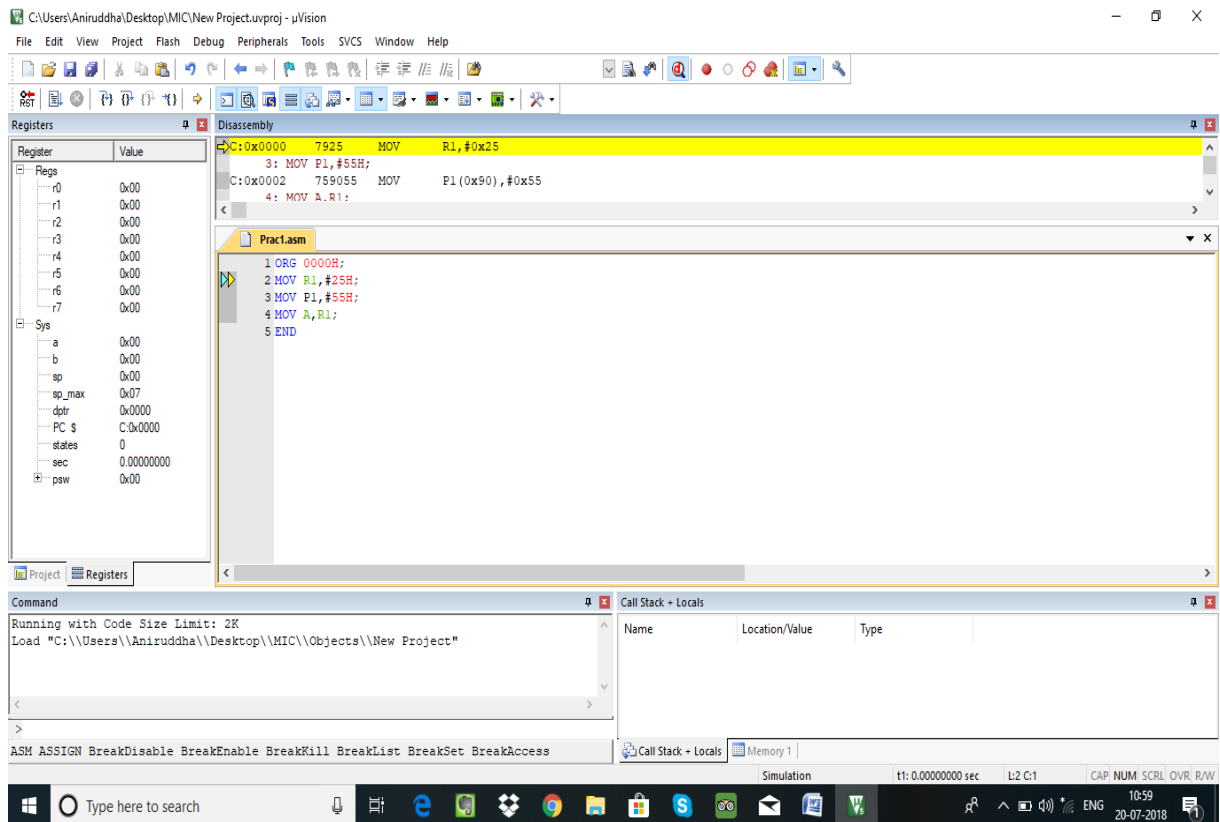 C:\Users\Aniruddha\Desktop\MIC\New Project.uvproj - µVision
File Edit View Project Flash Debug Peripherals Tools SVCS Window Help
RST
Registers
Register Value
Regs
r0 0x00
r1 0x00
r2 0x00
r3 0x00
r4 0x00
r5 0x00
r6 0x00
r7 0x00
Sys
a 0x00
b 0x00
sp 0x00
sp_max 0x07
dptr 0x0000
PC $ C:0x0000
states 0
sec 0.00000000
psw 0x00
Project Registers
Disassembly
C:0x0000 7925 MOV R1,#0x25
3: MOV P1,#55H;
C:0x0002 759055 MOV P1(0x90),#0x55
4: MOV A,R1;
Prac1.asm
1 ORG 0000H;
2 MOV R1,#25H;
3 MOV P1,#55H;
4 MOV A,R1;
5 END
Command
Running with Code Size Limit: 2K
Load "C:\\Users\\Aniruddha\\Desktop\\MIC\\Objects\\New Project"
>
ASM ASSIGN BreakDisable BreakEnable BreakKill BreakList BreakSet BreakAccess
Call Stack + Locals
Name Location/Value Type
Call Stack + Locals Memory 1
Simulation t1: 0.00000000 sec L:2 C:1 CAP NUM SCRL OVR R/W
Type here to search
ENG
10:59
20-07-2018